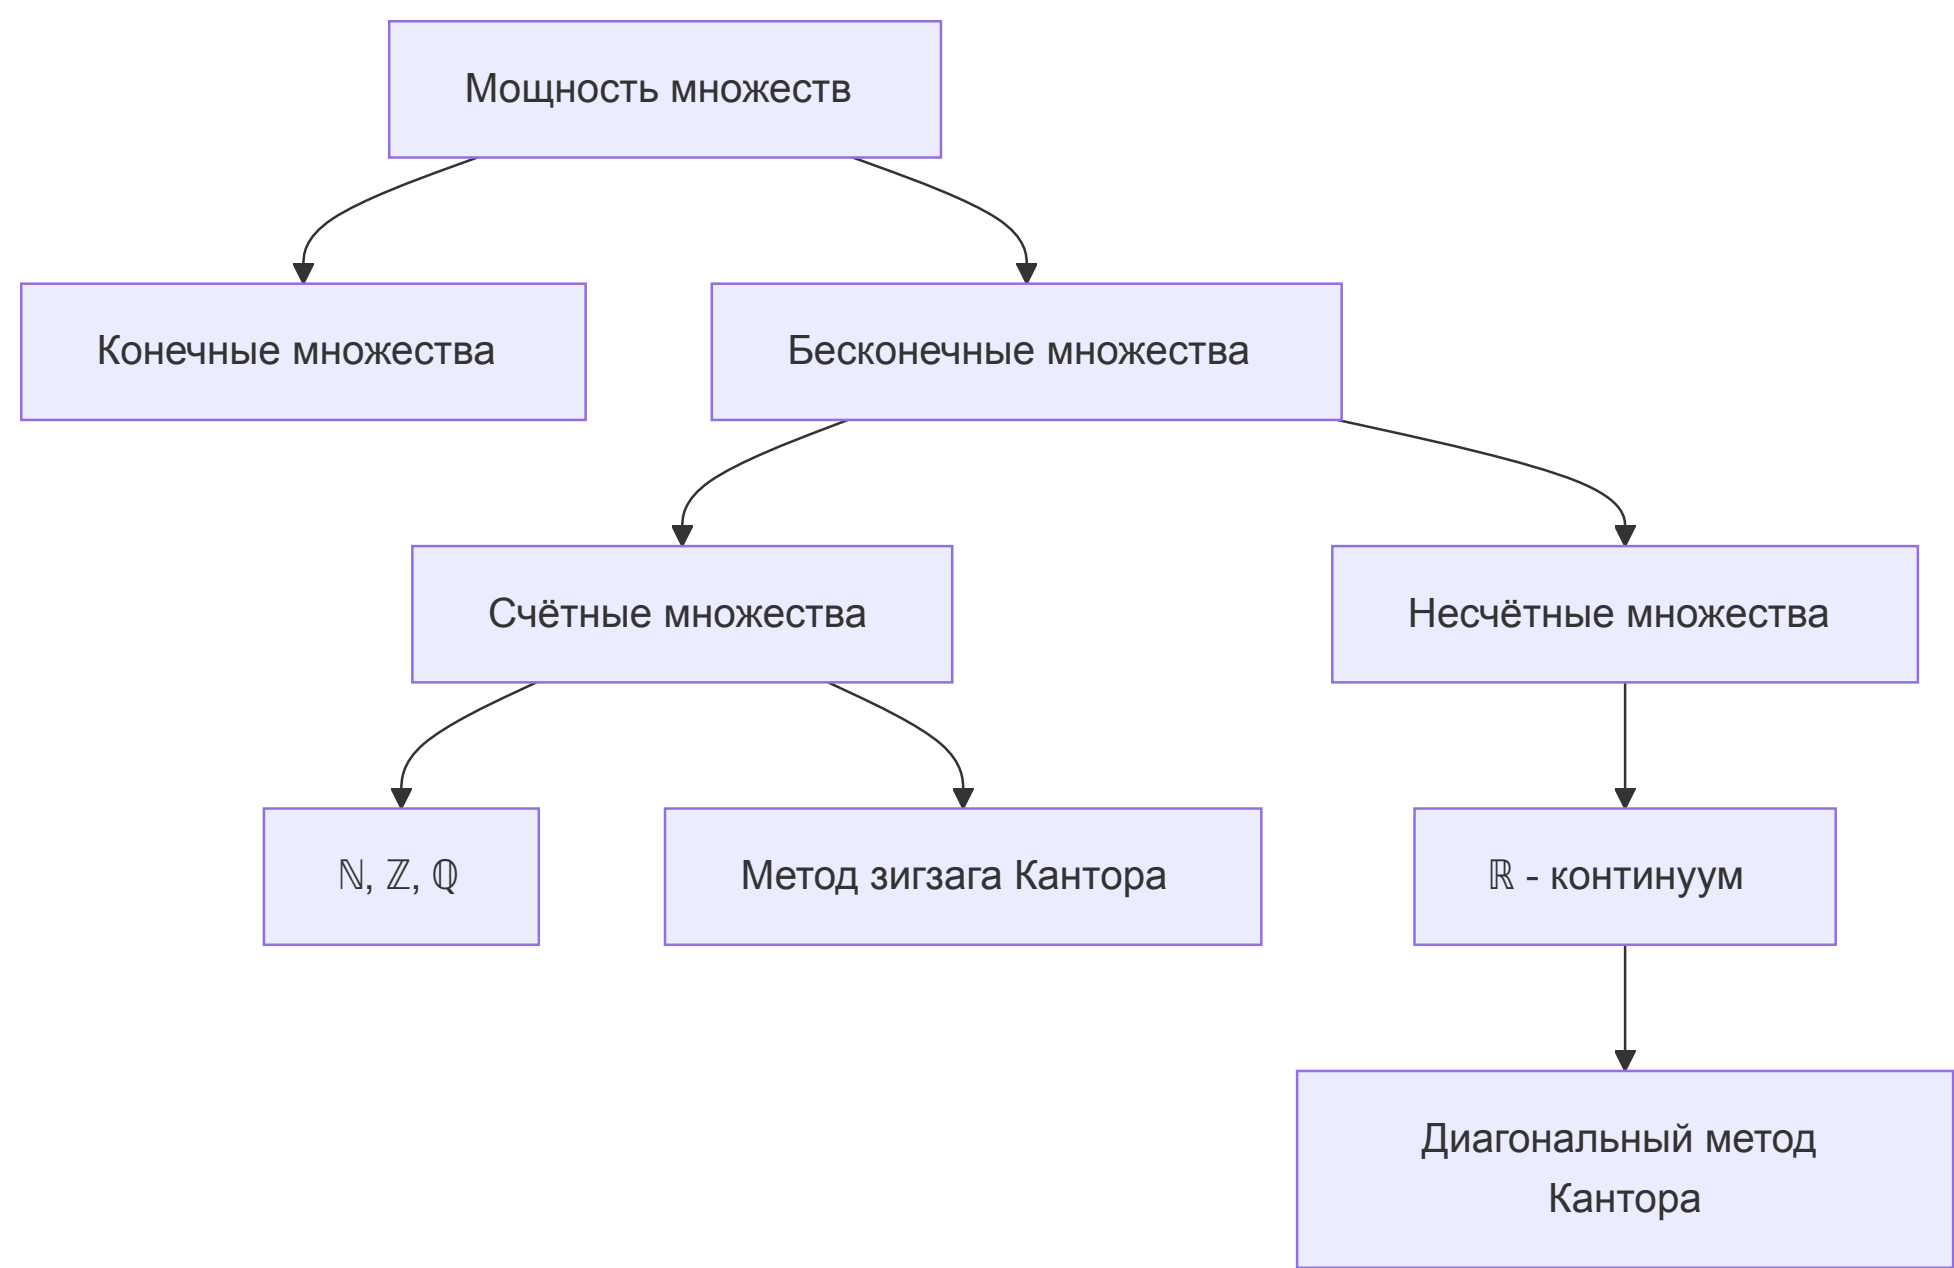 Мощность множеств
Конечные множества
Бесконечные множества
Счётные множества
Несчётные множества
ℕ, ℤ, ℚ
Метод зигзага Кантора
ℝ - континуум
Диагональный метод
Кантора